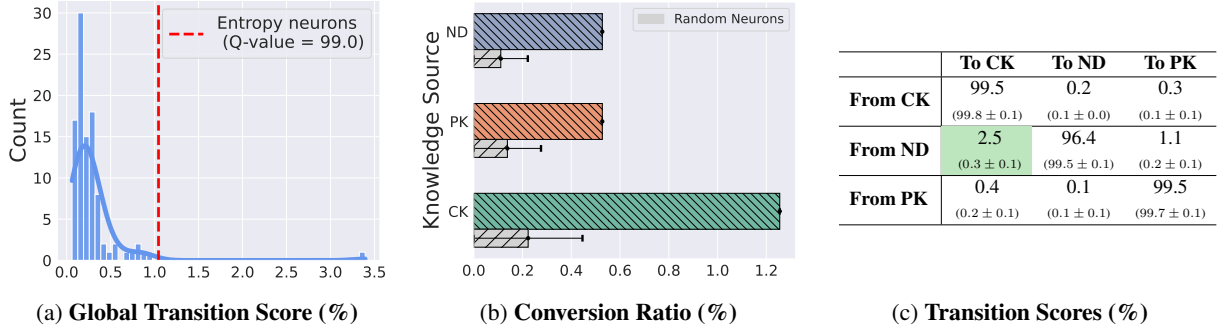 Entropy neurons
(Q-value = 99.0)
Count
30
25
20
15
10
5
0
0.0 0.5 1.0 1.5 2.0 2.5 3.0 3.5
(a) Global Transition Score (%)
Random Neurons
Knowledge Source
ND
PK
CK
0.0 0.2 0.4 0.6 0.8 1.0 1.2
(b) Conversion Ratio (%)
To CK To ND To PK
From CK 99.5 0.2 0.3
(99.8 ± 0.1) (0.1 ± 0.0) (0.1 ± 0.1)
From ND 2.5 96.4 1.1
(0.3 ± 0.1) (99.5 ± 0.1) (0.2 ± 0.1)
From PK 0.4 0.1 99.5
(0.2 ± 0.1) (0.1 ± 0.1) (99.7 ± 0.1)
(c) Transition Scores (%)